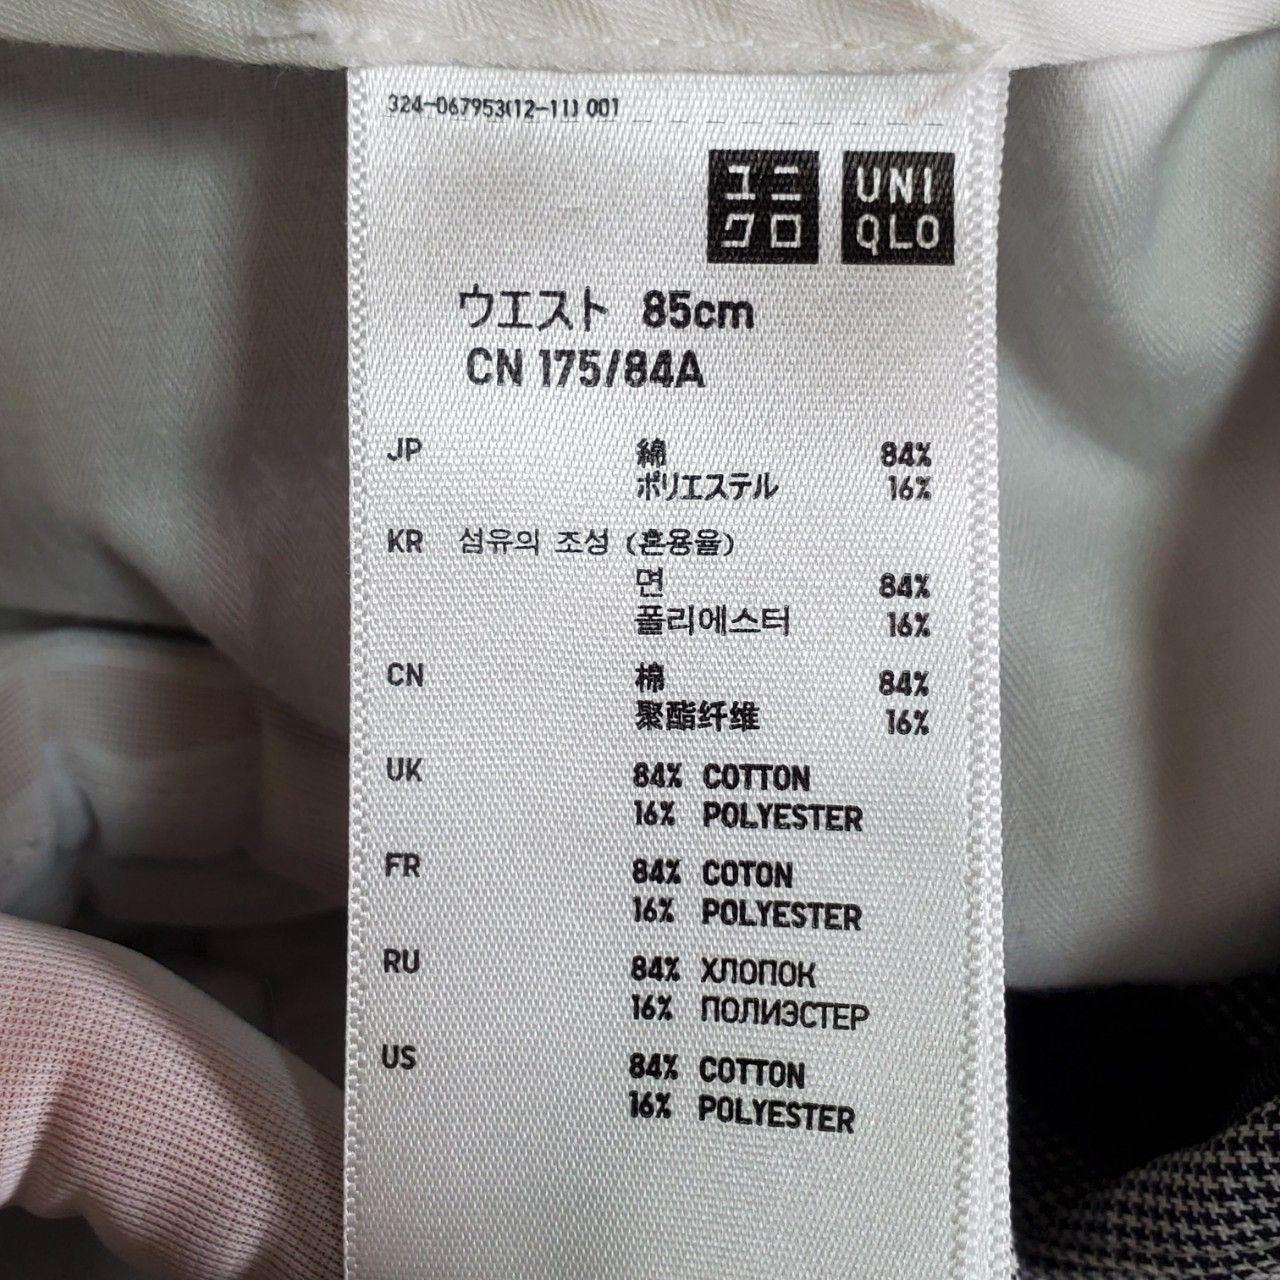 324-067953(12-11) 001
ユニ
クロ
UNI
QLO
ウエスト 85cm
CN 175/84A
JP 綿 84%
ポリエステル 16%
KR 섬유의 조성 (혼용율)
면 84%
폴리에스터 16%
CN 棉 84%
聚酯纤维 16%
UK 84% COTTON
16% POLYESTER
FR 84% COTON
16% POLYESTER
RU 84% ХЛОПОК
16% ПОЛИЭСТЕР
US 84% COTTON
16% POLYESTER